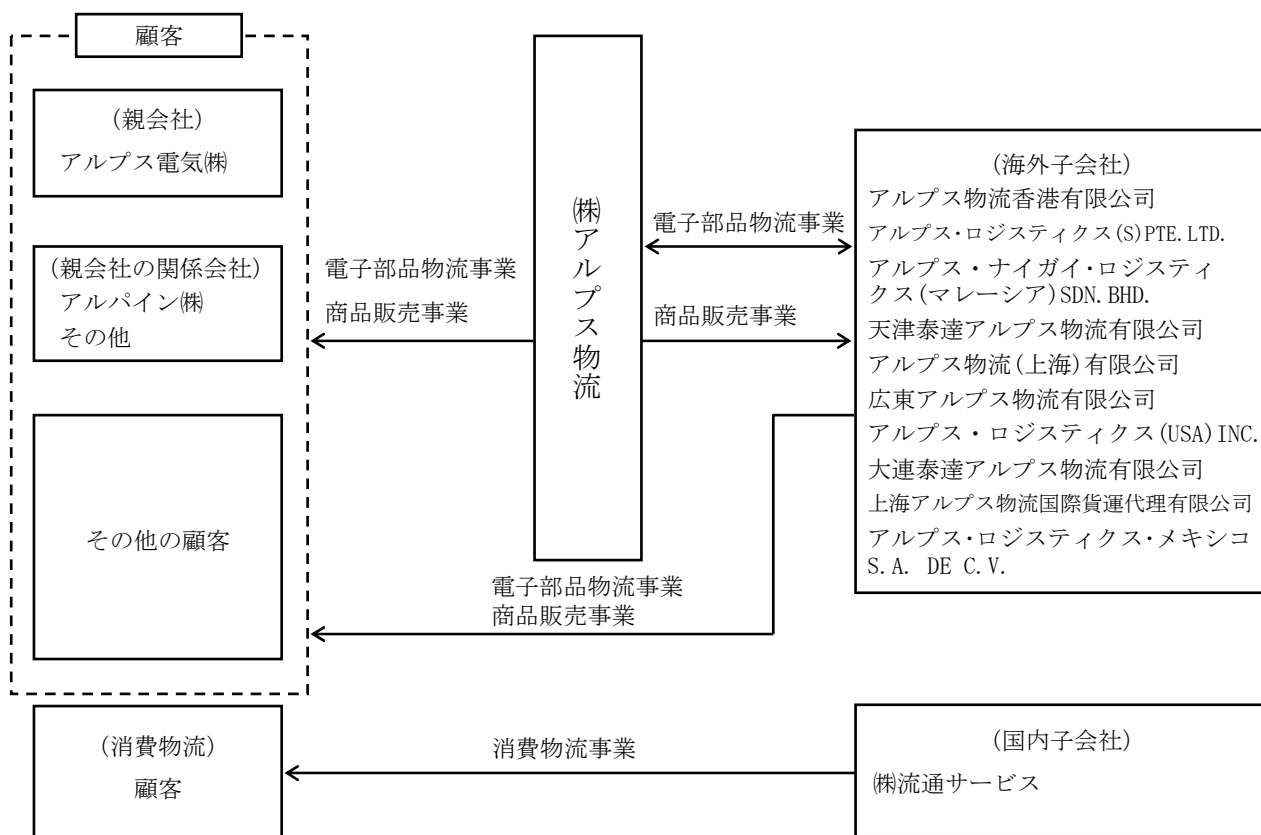 顧客
(親会社)
アルプス電気㈱
(親会社の関係会社)
アルパイン㈱
その他
その他の顧客
電子部品物流事業
商品販売事業
㈱アルプス物流
電子部品物流事業
商品販売事業
(海外子会社)
アルプス物流香港有限公司
アルプス・ロジスティクス(S)PTE.LTD.
アルプス・ナイガイ・ロジスティ
クス(マレーシア)SDN.BHD.
天津泰達アルプス物流有限公司
アルプス物流(上海)有限公司
広東アルプス物流有限公司
アルプス・ロジスティクス(USA)INC.
大連泰達アルプス物流有限公司
上海アルプス物流国際貨運代理有限公司
アルプス・ロジスティクス・メキシコ
S.A. DE C.V.
電子部品物流事業
商品販売事業
(消費物流)
顧客
消費物流事業
(国内子会社)
㈱流通サービス